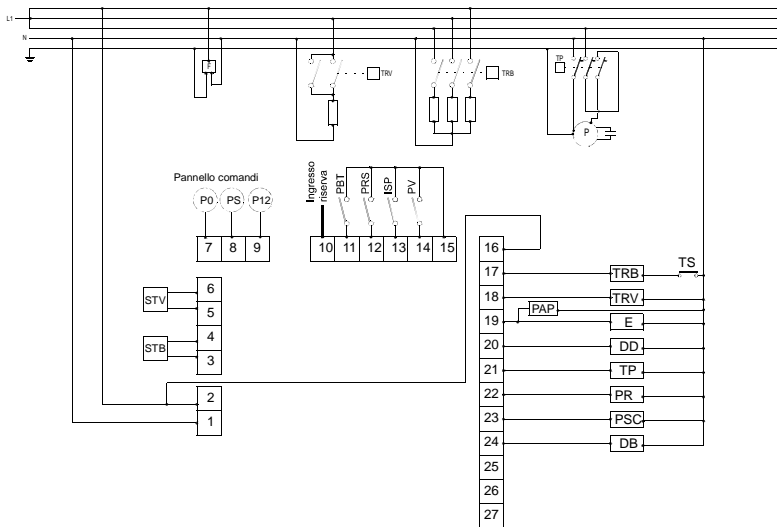 L1
N
F
TRV
TRB
TP
P
Pannello comandi
P0 PS P12
7 8 9
Ingresso
riserva
PBT
PRS
ISP
PV
10 11 12 13 14 15
STV
6
5
STB
4
3
2
1
16
17 TRB TS
18 TRV
PAP
19 E
20 DD
21 TP
22 PR
23 PSC
24 DB
25
26
27